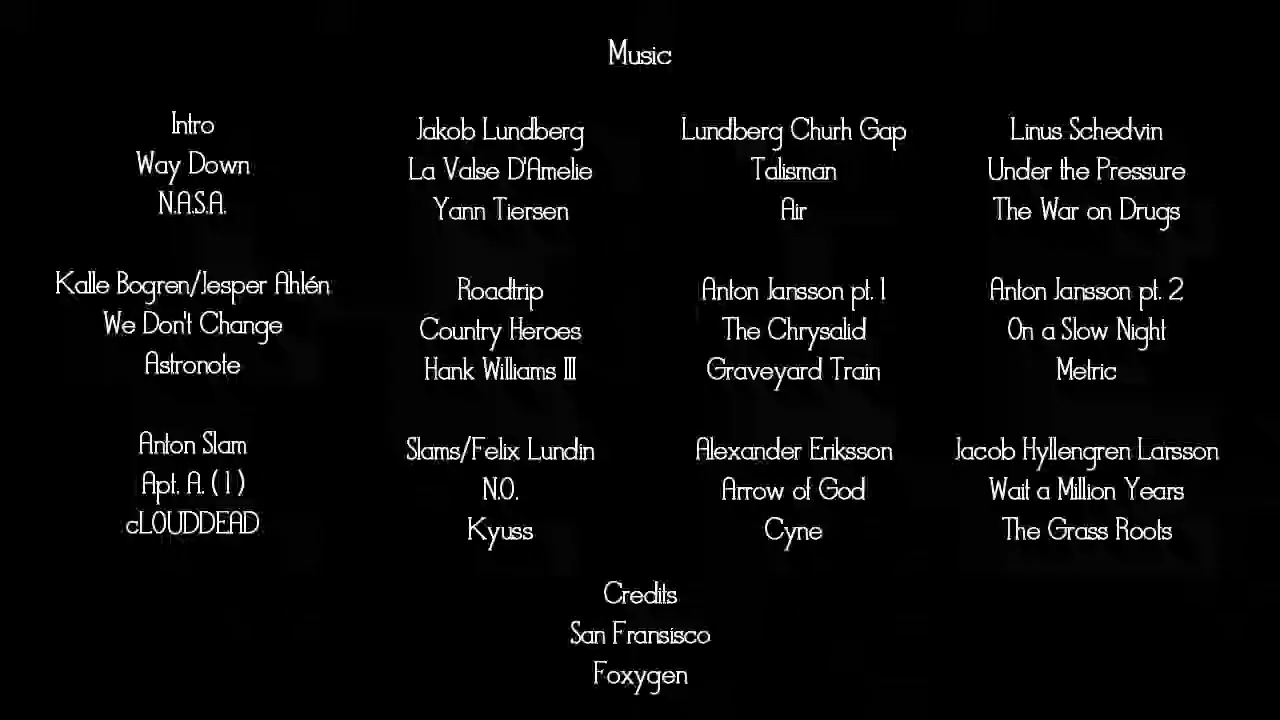 Music
Intro
Way Down
N.A.S.A.
Jakob Lundberg
La Valse D'Amelie
Yann Tiersen
Lundberg Churh Gap
Talisman
Air
Linus Schedvin
Under the Pressure
The War on Drugs
Kalle Bogren/Jesper Ahlén
We Don't Change
Astronote
Roadtrip
Country Heroes
Hank Williams III
Anton Jansson pt. 1
The Chrysalid
Graveyard Train
Anton Jansson pt. 2
On a Slow Night
Metric
Anton Slam
Apt. A. (1)
cLOUDDEAD
Slams/Felix Lundin
N.O.
Kyuss
Alexander Eriksson
Arrow of God
Cyne
Jacob Hyllengren Larsson
Wait a Million Years
The Grass Roots
Credits
San Fransisco
Foxygen